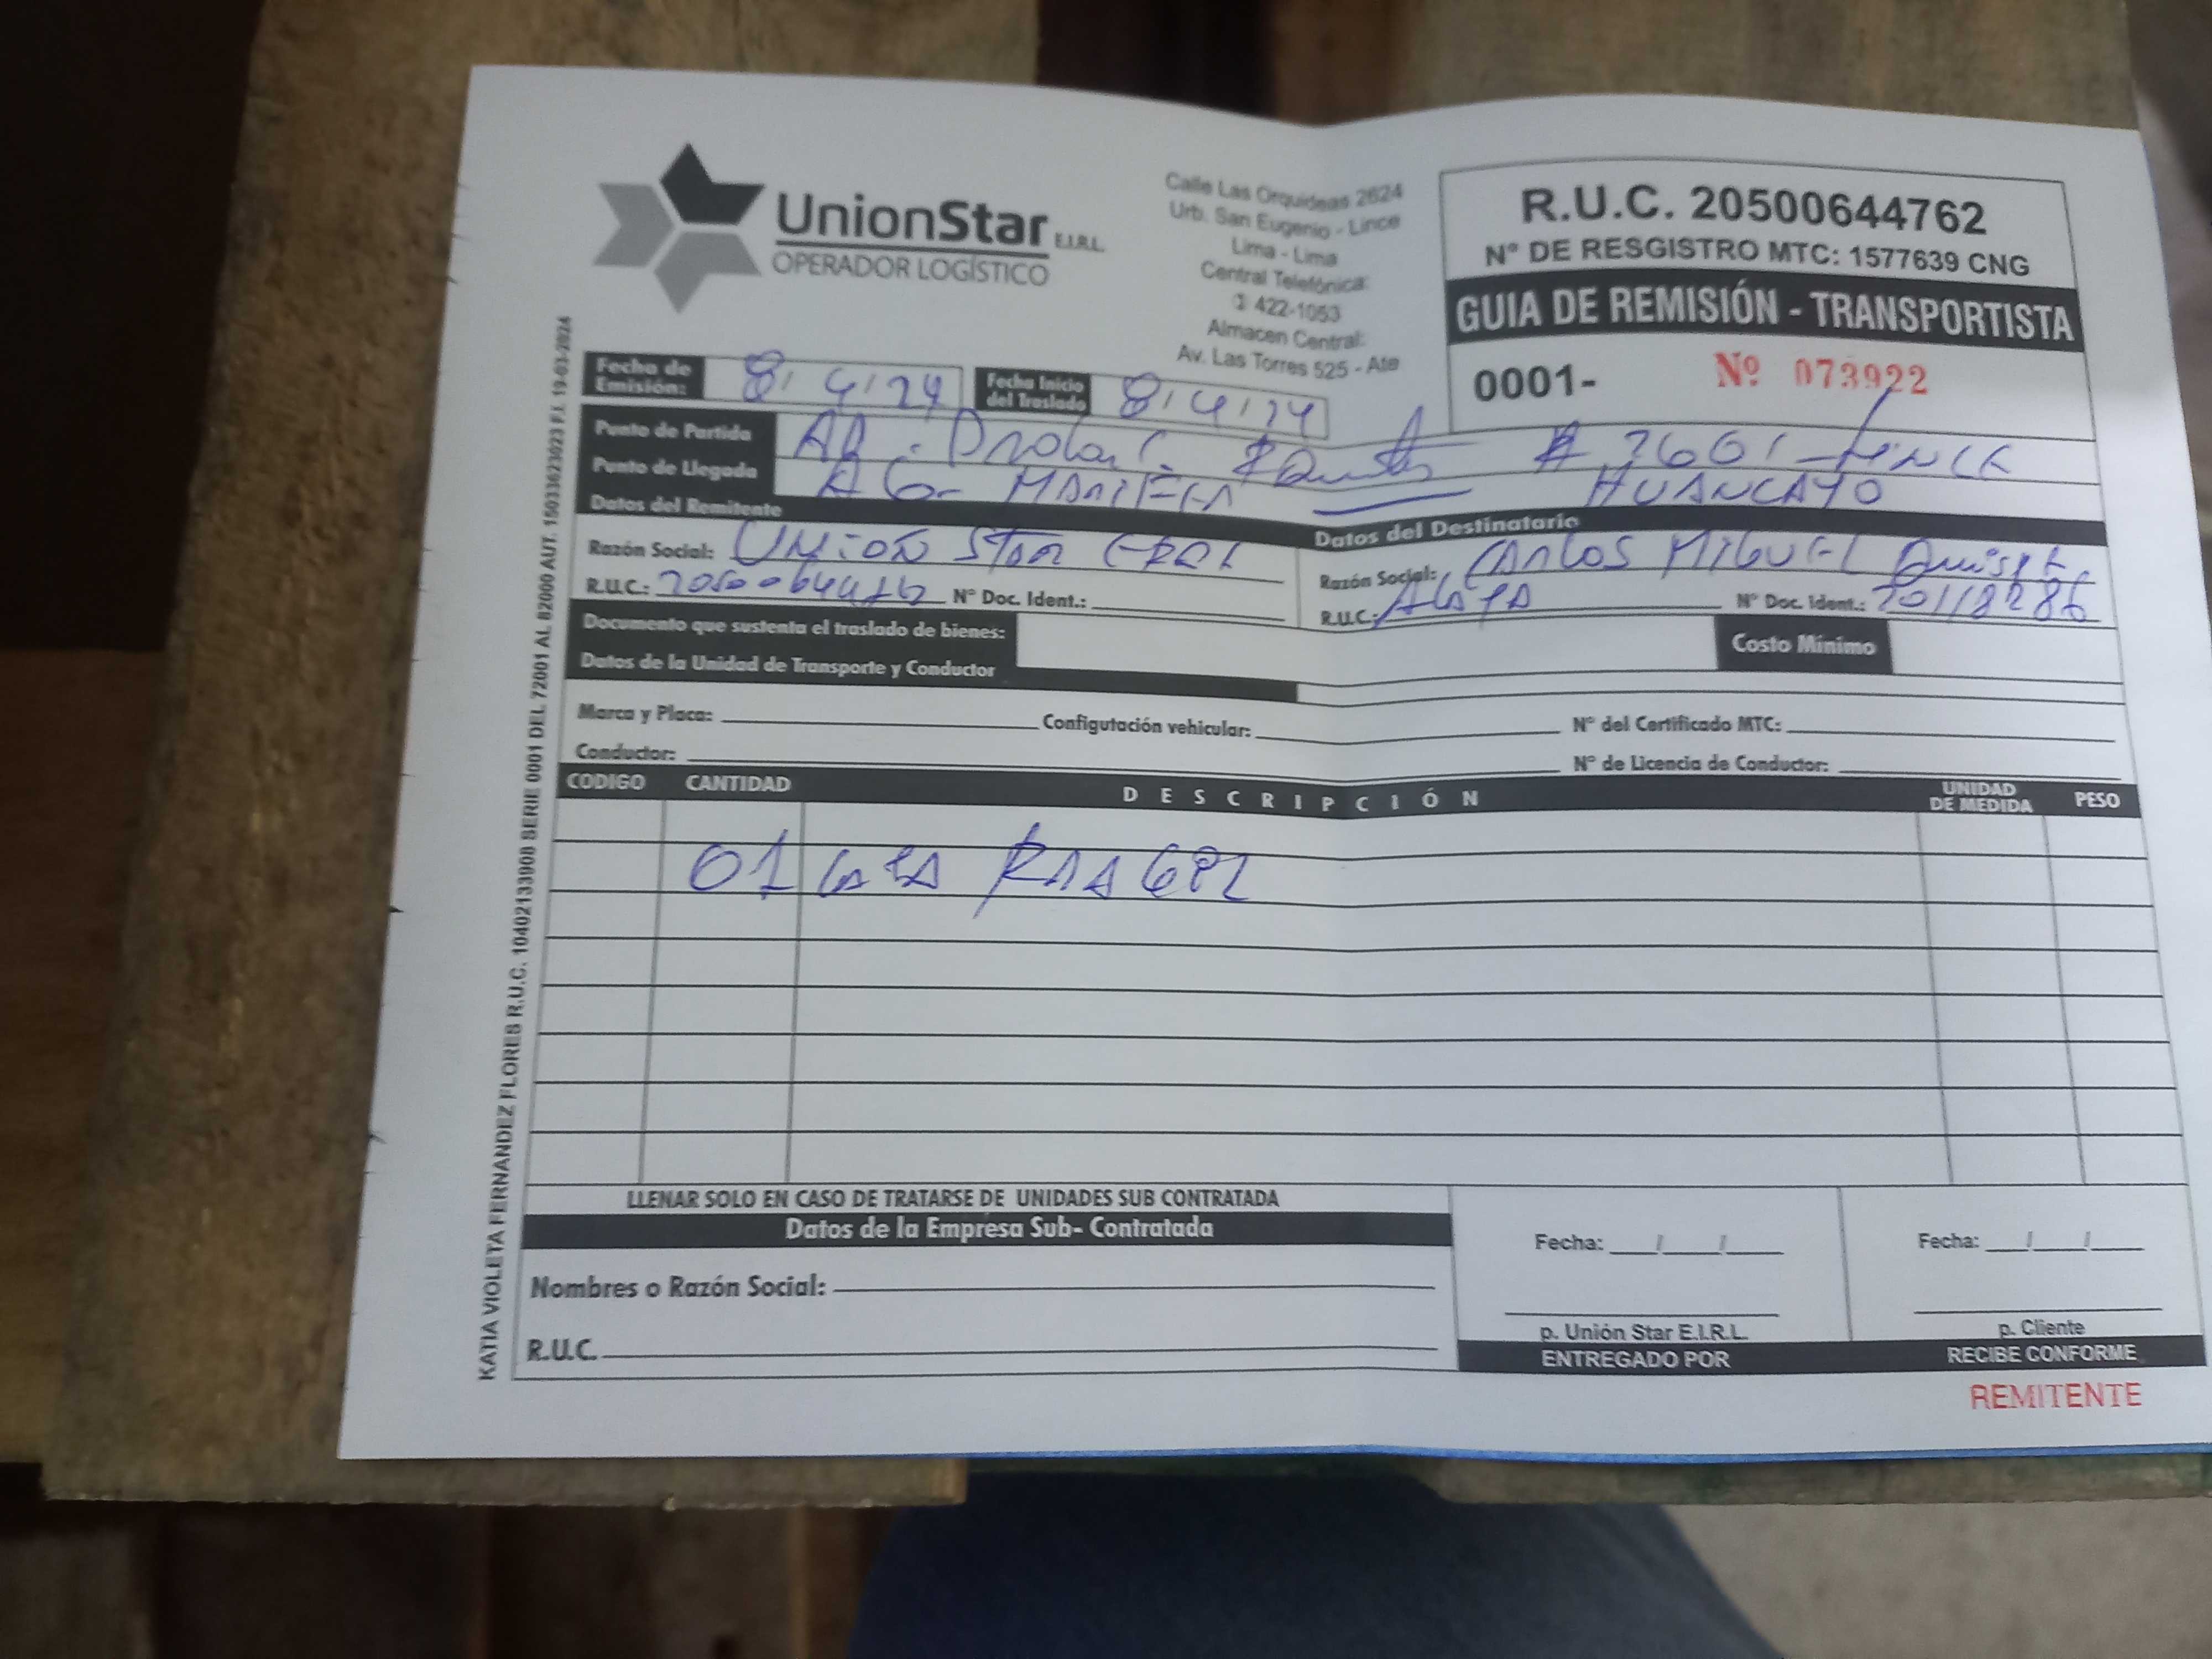 UnionStar E.I.R.L.
OPERADOR LOGÍSTICO
Calle Las Orquideas 2624
Urb. San Eugenio - Lince
Lima - Lima
Central Telefónica:
422-1053
Almacen Central:
Av. Las Torres 525 - Ate
R.U.C. 20500644762
N° DE RESGISTRO MTC: 1577639 CNG
GUIA DE REMISIÓN - TRANSPORTISTA
0001- Nº 073922
Fecha de Emisión: 8/4/24 Fecha Inicio del Traslado 8/4/24
Punto de Partida # 2601 - LINCE
Punto de Llegada HUANCAYO
Datos del Remitente
Datos del Destinatario
Razón Social: UNION STAR EIRL
Razón Social: CARLOS MIGUEL Quispe
R.U.C.: N° Doc. Ident.:
R.U.C.: N° Doc. Ident.:
Documento que sustenta el traslado de bienes:
Costo Mínimo
Datos de la Unidad de Transporte y Conductor
Marca y Placa: Configutación vehicular: N° del Certificado MTC:
Conductor: N° de Licencia de Conductor:
CODIGO CANTIDAD DESCRIPCIÓN UNIDAD DE MEDIDA PESO
01
LLENAR SOLO EN CASO DE TRATARSE DE UNIDADES SUB CONTRATADA
Datos de la Empresa Sub- Contratada
Nombres o Razón Social:
R.U.C.
Fecha: / /
p. Unión Star E.I.R.L.
ENTREGADO POR
Fecha: / /
p. Cliente
RECIBE CONFORME
REMITENTE
KATIA VIOLETA FERNANDEZ FLORES R.U.C. 10402133908 SERIE 0001 DEL 72001 AL 82000 AUT. 15033623023 F.I. 19-03-2024